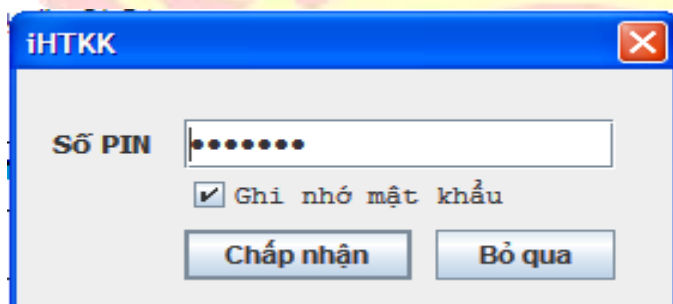 iHTKK
Số PIN •••••••
Ghi nhớ mật khẩu
Chấp nhận Bỏ qua